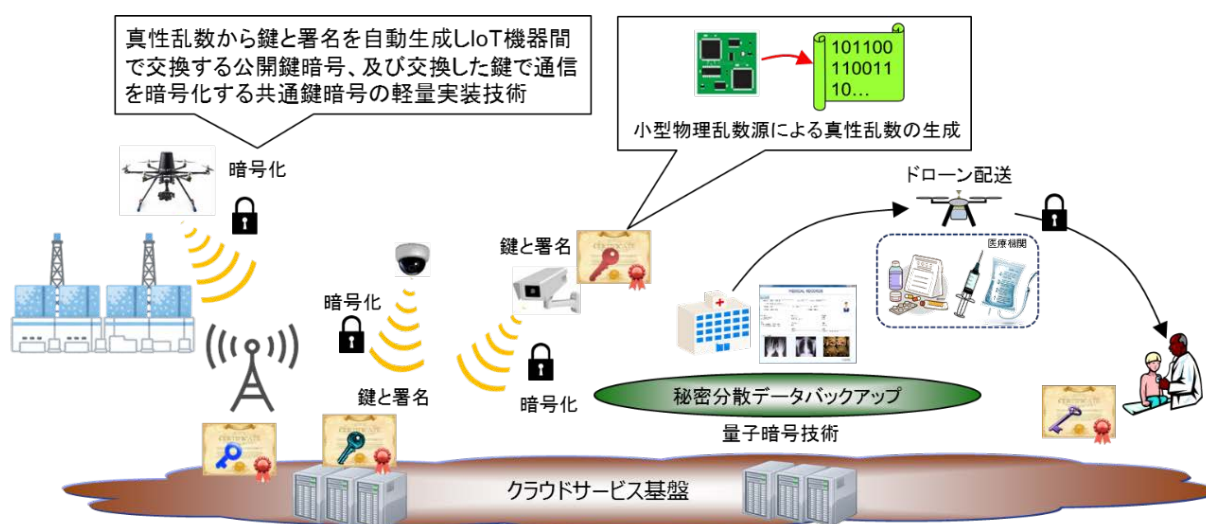 真性乱数から鍵と署名を自動生成しIoT機器間
で交換する公開鍵暗号、及び交換した鍵で通信
を暗号化する共通鍵暗号の軽量実装技術
101100
110011
10...
小型物理乱数源による真性乱数の生成
暗号化
ドローン配送
鍵と署名
医療機関
暗号化
MEDICAL RECORDS
鍵と署名
暗号化
秘密分散データバックアップ
量子暗号技術
クラウドサービス基盤